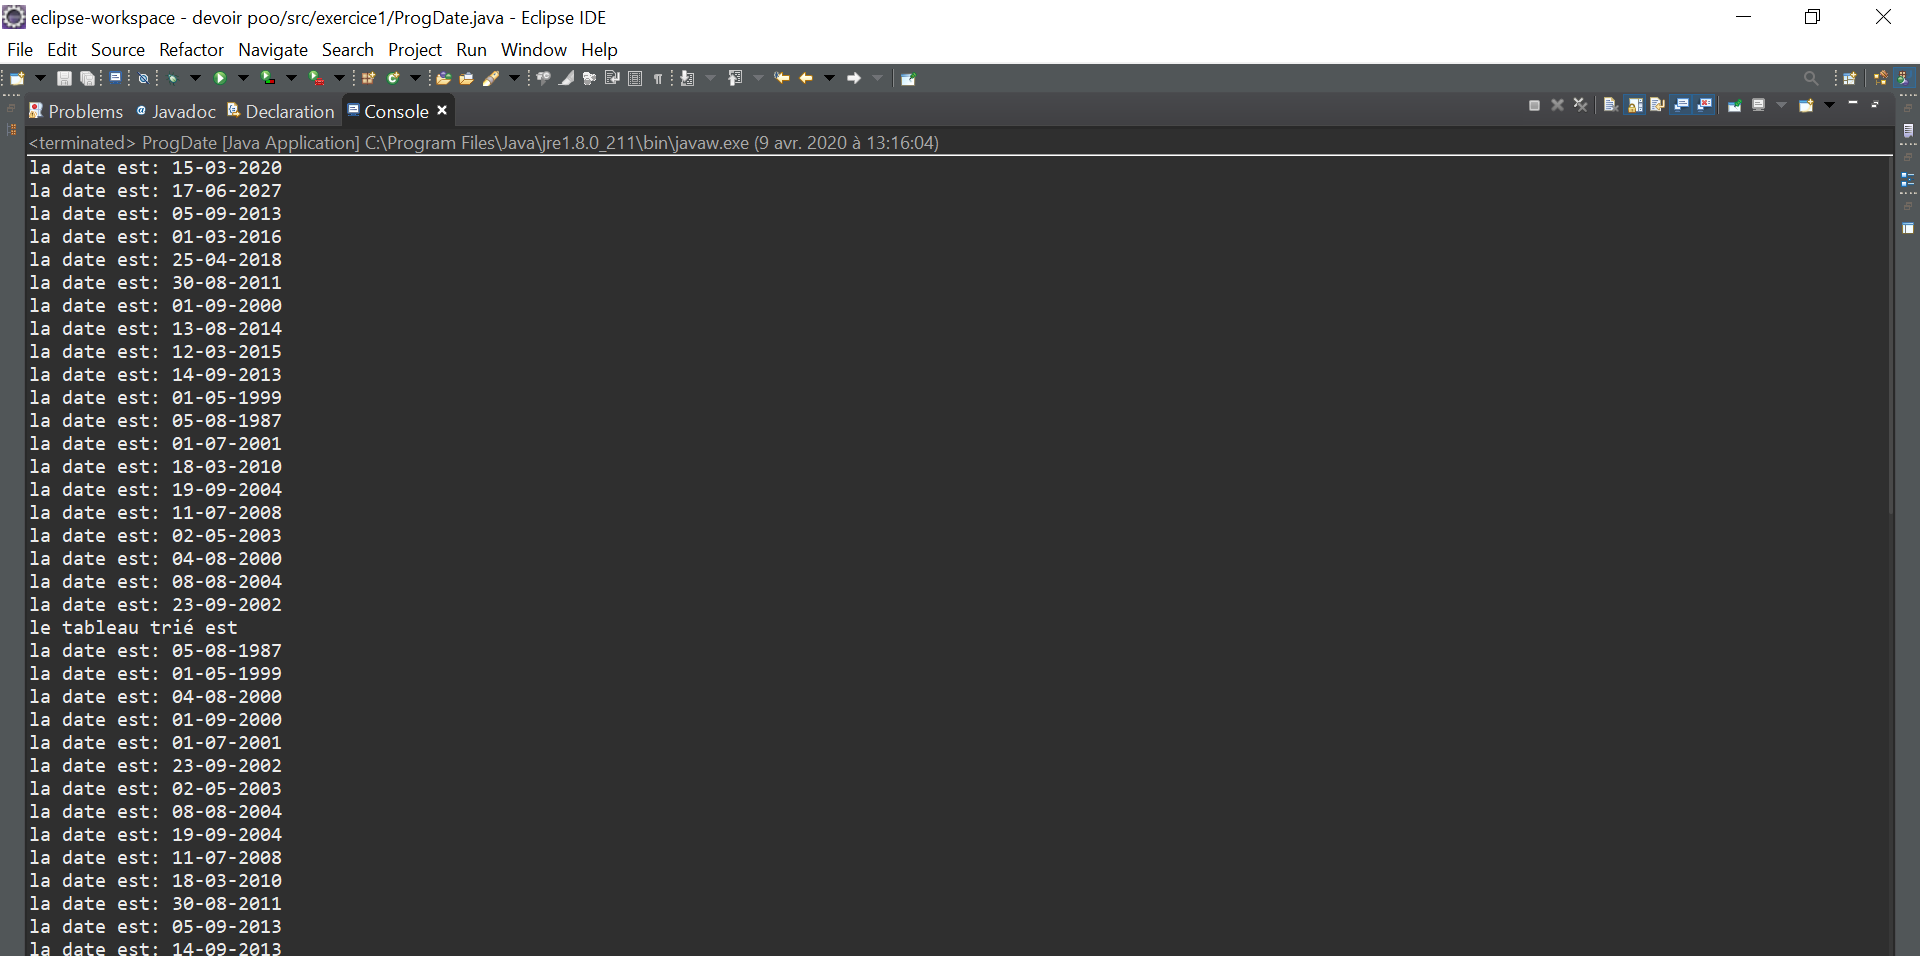 eclipse-workspace - devoir poo/src/exercice1/ProgDate.java - Eclipse IDE
File Edit Source Refactor Navigate Search Project Run Window Help
Problems Javadoc Declaration Console
<terminated> ProgDate [Java Application] C:\Program Files\Java\jre1.8.0_211\bin\javaw.exe (9 avr. 2020 à 13:16:04)
la date est: 15-03-2020
la date est: 17-06-2027
la date est: 05-09-2013
la date est: 01-03-2016
la date est: 25-04-2018
la date est: 30-08-2011
la date est: 01-09-2000
la date est: 13-08-2014
la date est: 12-03-2015
la date est: 14-09-2013
la date est: 01-05-1999
la date est: 05-08-1987
la date est: 01-07-2001
la date est: 18-03-2010
la date est: 19-09-2004
la date est: 11-07-2008
la date est: 02-05-2003
la date est: 04-08-2000
la date est: 08-08-2004
la date est: 23-09-2002
le tableau trié est
la date est: 05-08-1987
la date est: 01-05-1999
la date est: 04-08-2000
la date est: 01-09-2000
la date est: 01-07-2001
la date est: 23-09-2002
la date est: 02-05-2003
la date est: 08-08-2004
la date est: 19-09-2004
la date est: 11-07-2008
la date est: 18-03-2010
la date est: 30-08-2011
la date est: 05-09-2013
la date est: 14-09-2013